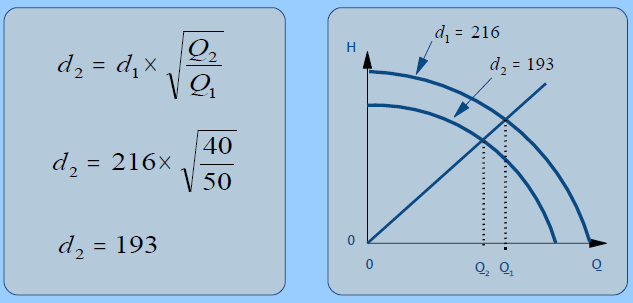 d₂ = d₁ × √(Q₂/Q₁)
d₂ = 216 × √(40/50)
d₂ = 193
H
d₁ = 216
d₂ = 193
0
0 Q₂ Q₁ Q